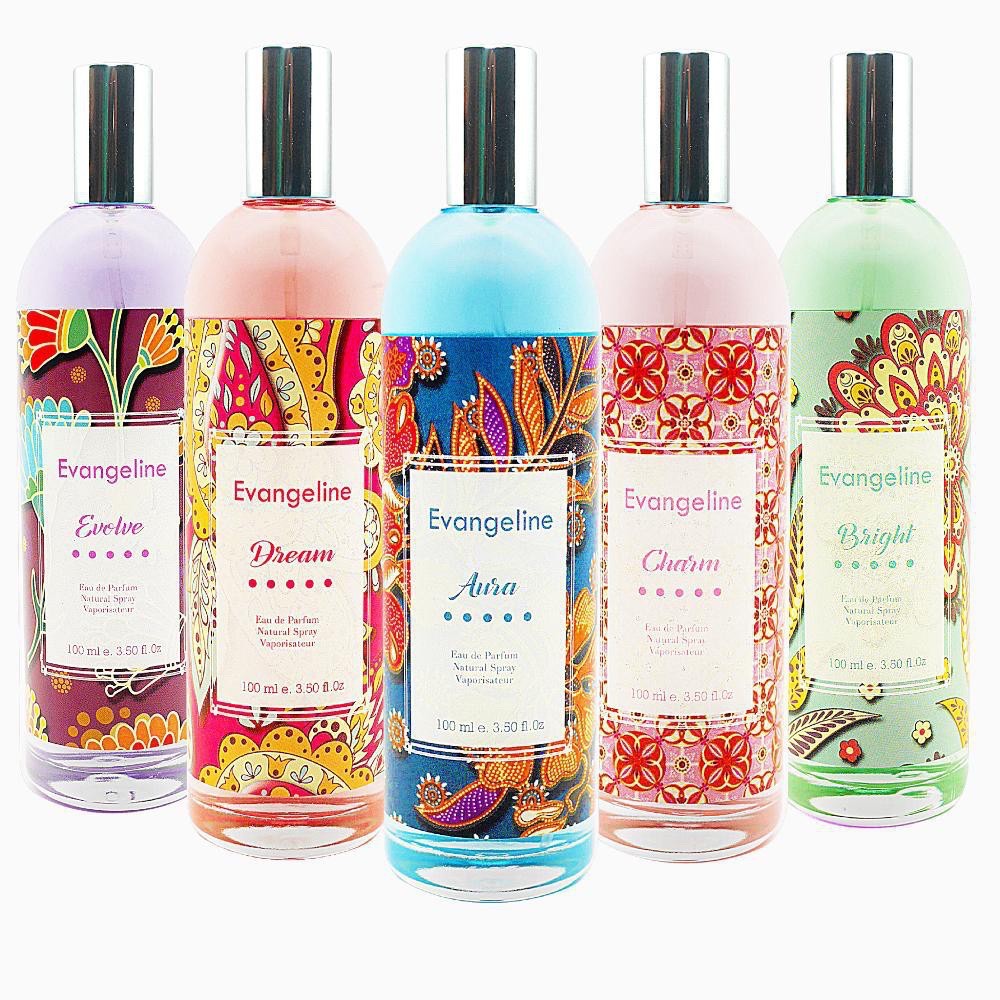 Evangeline
Evolve
Eau de Parfum
Natural Spray
Vaporisateur
100 ml e. 3.50 fl.oz
Evangeline
Dream
Eau de Parfum
Natural Spray
Vaporisateur
100 ml e. 3.50 fl.oz
Evangeline
Aura
Eau de Parfum
Natural Spray
Vaporisateur
100 ml e. 3.50 fl.oz
Evangeline
Charm
Eau de Parfum
Natural Spray
Vaporisateur
100 ml e. 3.50 fl.oz
Evangeline
Bright
Eau de Parfum
Natural Spray
Vaporisateur
100 ml e. 3.50 fl.oz